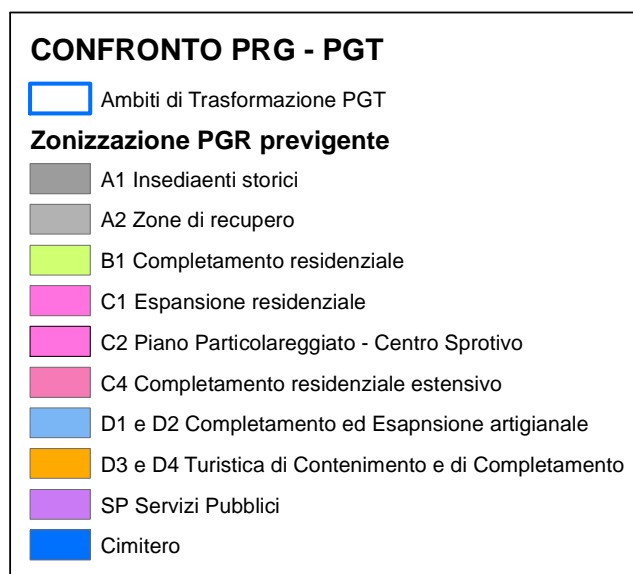 CONFRONTO PRG - PGT
Ambiti di Trasformazione PGT
Zonizzazione PGR previgente
A1 Insediaenti storici
A2 Zone di recupero
B1 Completamento residenziale
C1 Espansione residenziale
C2 Piano Particolareggiato - Centro Sprotivo
C4 Completamento residenziale estensivo
D1 e D2 Completamento ed Esapnsione artigianale
D3 e D4 Turistica di Contenimento e di Completamento
SP Servizi Pubblici
Cimitero